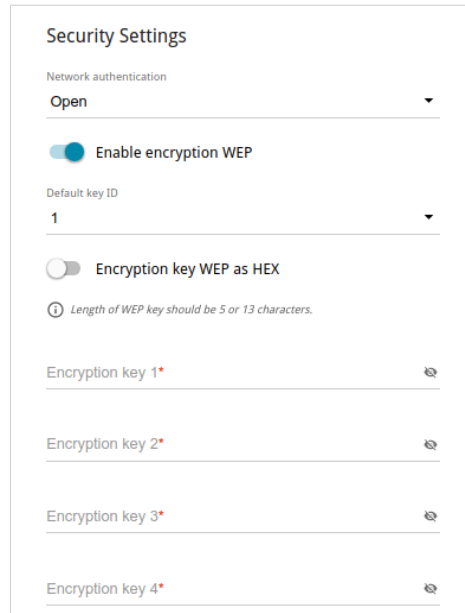 Security Settings
Network authentication
Open
Enable encryption WEP
Default key ID
1
Encryption key WEP as HEX
Length of WEP key should be 5 or 13 characters.
Encryption key 1*
Encryption key 2*
Encryption key 3*
Encryption key 4*